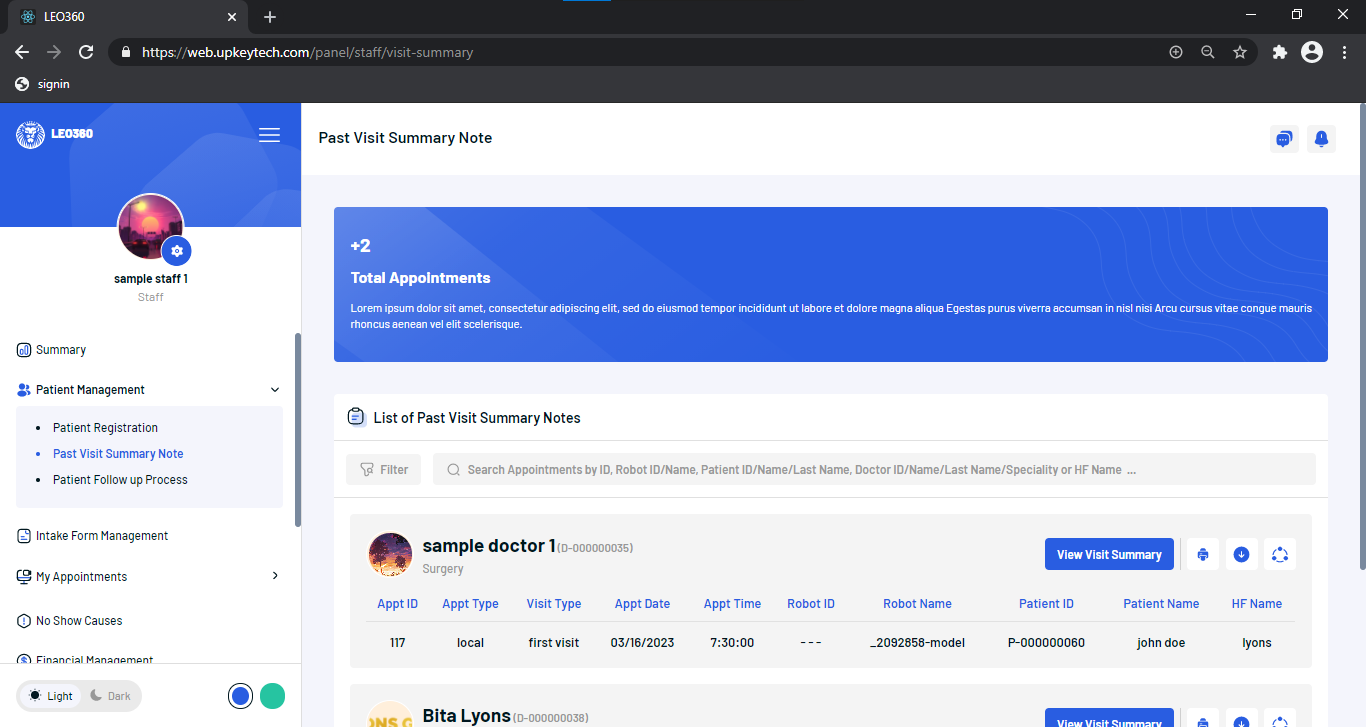 LEO360
https://web.upkeytech.com/panel/staff/visit-summary
signin
LEO360
sample staff 1
Staff
Summary
Patient Management
Patient Registration
Past Visit Summary Note
Patient Follow up Process
Intake Form Management
My Appointments
No Show Causes
Financial Management
Light
Dark
Past Visit Summary Note
+2
Total Appointments
Lorem ipsum dolor sit amet, consectetur adipiscing elit, sed do eiusmod tempor incididunt ut labore et dolore magna aliqua Egestas purus viverra accumsan in nisl nisi Arcu cursus vitae congue mauris
rhoncus aenean vel elit scelerisque.
List of Past Visit Summary Notes
Filter
Search Appointments by ID, Robot ID/Name, Patient ID/Name/Last Name, Doctor ID/Name/Last Name/Speciality or HF Name ...
sample doctor 1 (D-000000035)
Surgery
View Visit Summary
Appt ID Appt Type Visit Type Appt Date Appt Time Robot ID Robot Name Patient ID Patient Name HF Name
117 local first visit 03/16/2023 7:30:00 --- _2092858-model P-000000060 john doe lyons
Bita Lyons (D-000000038)
View Visit Summary